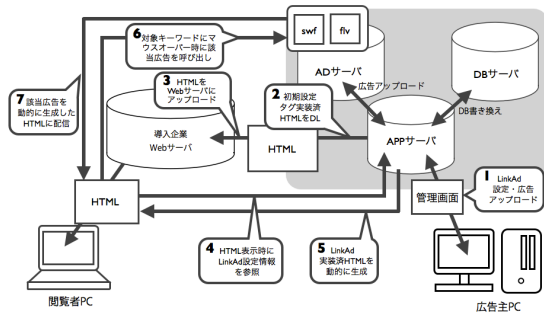 6 対象キーワードにマ
ウスオーバー時に該
当広告を呼び出し
swf
flv
ADサーバ
広告アップロード
DBサーバ
7 該当広告を
動的に生成した
HTMLに配信
3 HTMLを
Webサーバに
アップロード
2 初期設定
タグ実装済
HTMLをDL
DB書き換え
導入企業
Webサーバ
HTML
APPサーバ
1 LinkAd
設定・広告
アップロード
HTML
管理画面
4 HTML表示時に
LinkAd設定情報
を参照
5 LinkAd
実装済HTMLを
動的に生成
閲覧者PC
広告主PC